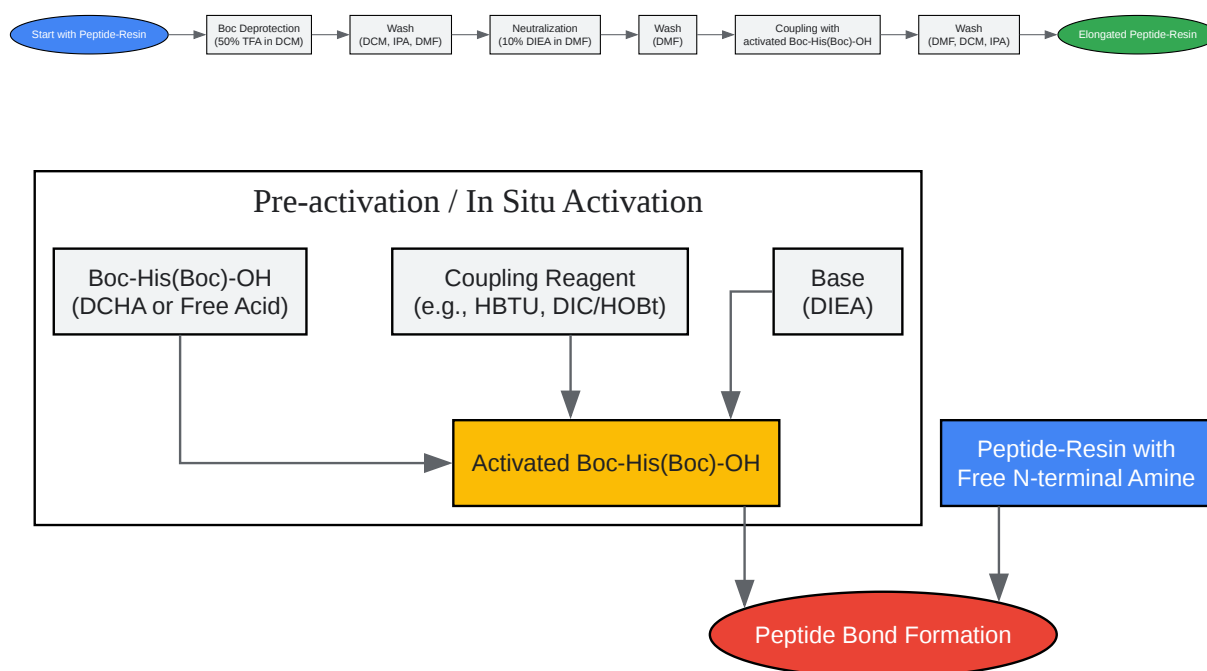 Start with Peptide-Resin
Boc Deprotection
(50% TFA in DCM)
Wash
(DCM, IPA, DMF)
Neutralization
(10% DIEA in DMF)
Wash
(DMF)
Coupling with
activated Boc-His(Boc)-OH
Wash
(DMF, DCM, IPA)
Elongated Peptide-Resin
Pre-activation / In Situ Activation
Boc-His(Boc)-OH
(DCHA or Free Acid)
Coupling Reagent
(e.g., HBTU, DIC/HOBt)
Base
(DIEA)
Activated Boc-His(Boc)-OH
Peptide-Resin with
Free N-terminal Amine
Peptide Bond Formation